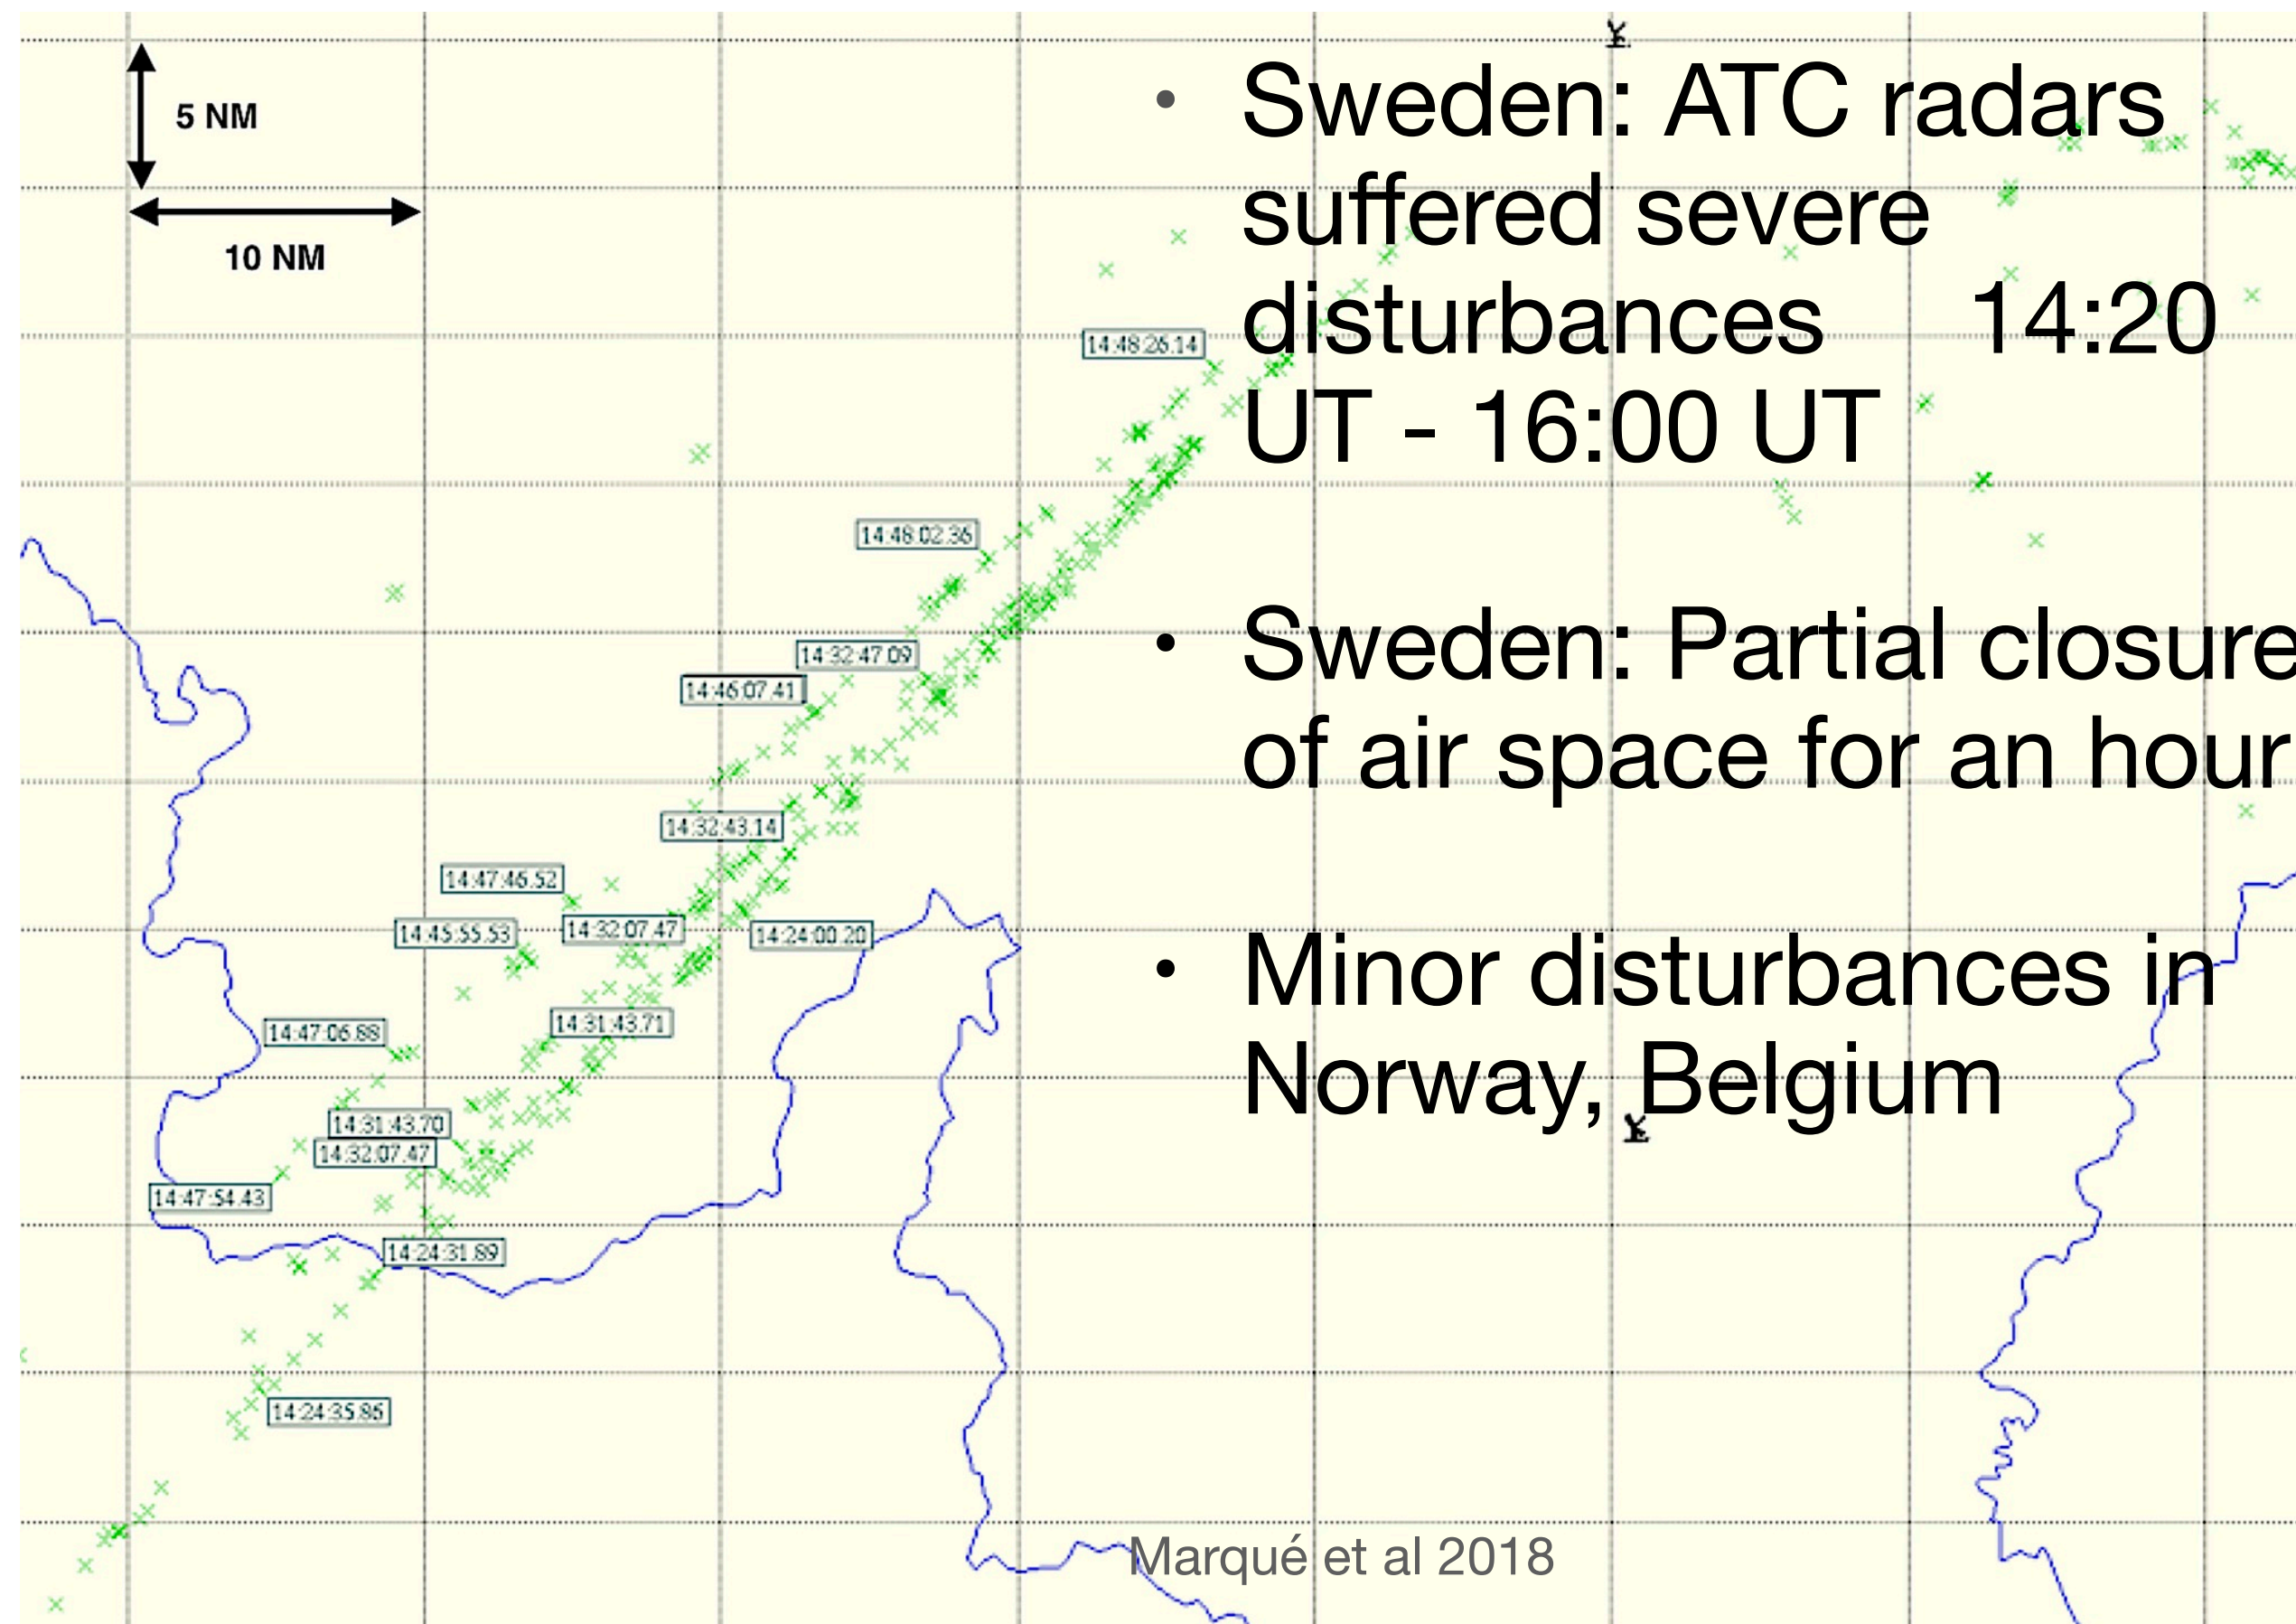 5 NM
10 NM
• Sweden: ATC radars
suffered severe
disturbances 14:20
UT - 16:00 UT
• Sweden: Partial closure
of air space for an hour
• Minor disturbances in
Norway, Belgium
14:48:26.14
14:48:02.36
14:32:47.09
14:46:07.41
14:32:43.14
14:47:46.52
14:45:55.53
14:32:07.47
14:24:00.20
14:31:43.71
14:47:06.88
14:31:43.70
14:32:07.47
14:47:54.43
14:24:31.89
14:24:35.86
Marqué et al 2018